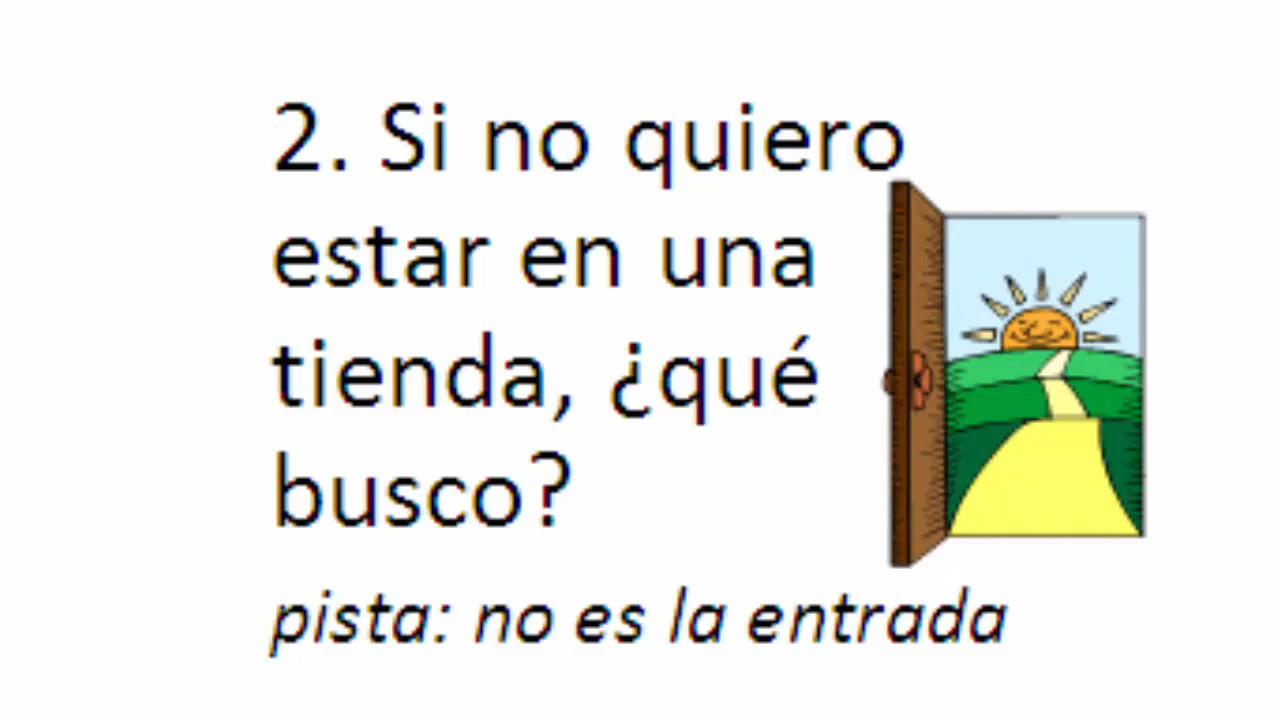 2. Si no quiero
estar en una
tienda, ¿qué
busco?
pista: no es la entrada